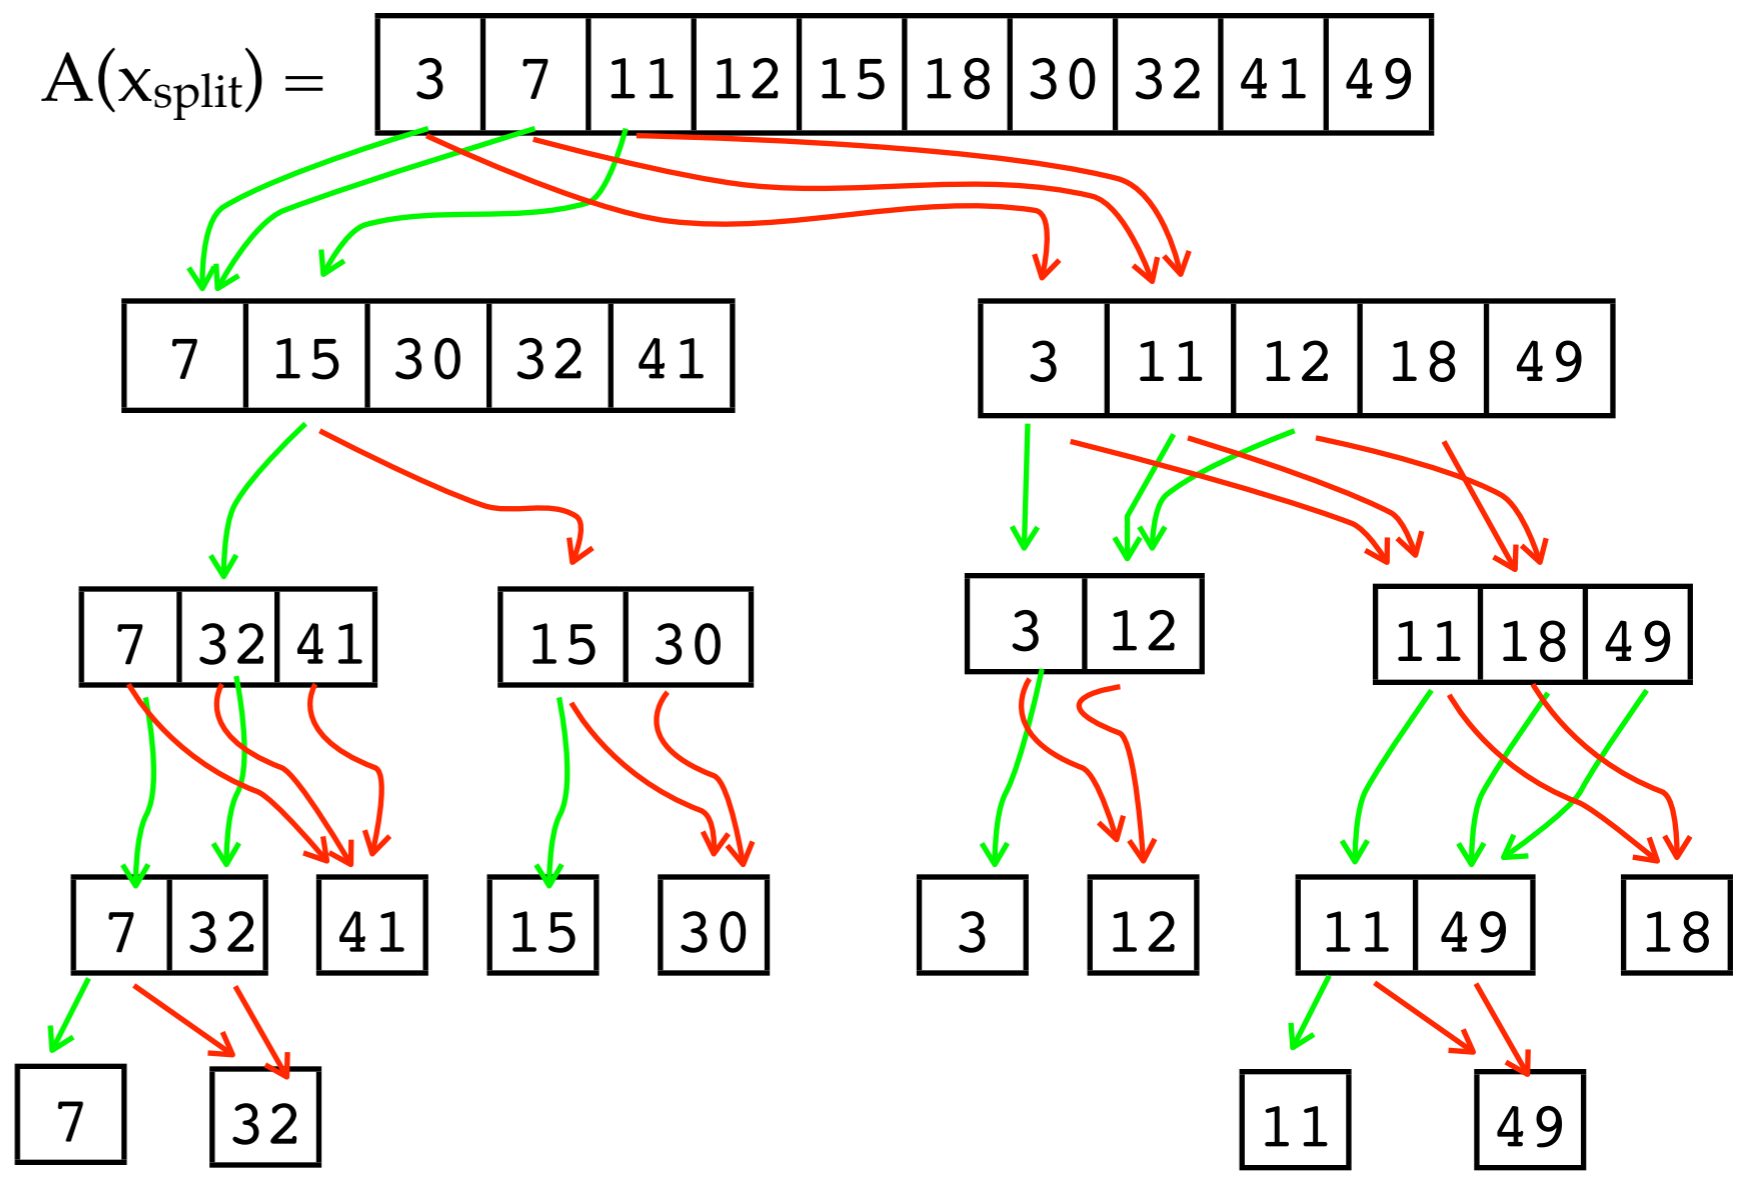 A(x_split) = 3 7 11 12 15 18 30 32 41 49
7 15 30 32 41 3 11 12 18 49
7 32 41 15 30 3 12 11 18 49
7 32 41 15 30 3 12 11 49 18
7 32 11 49